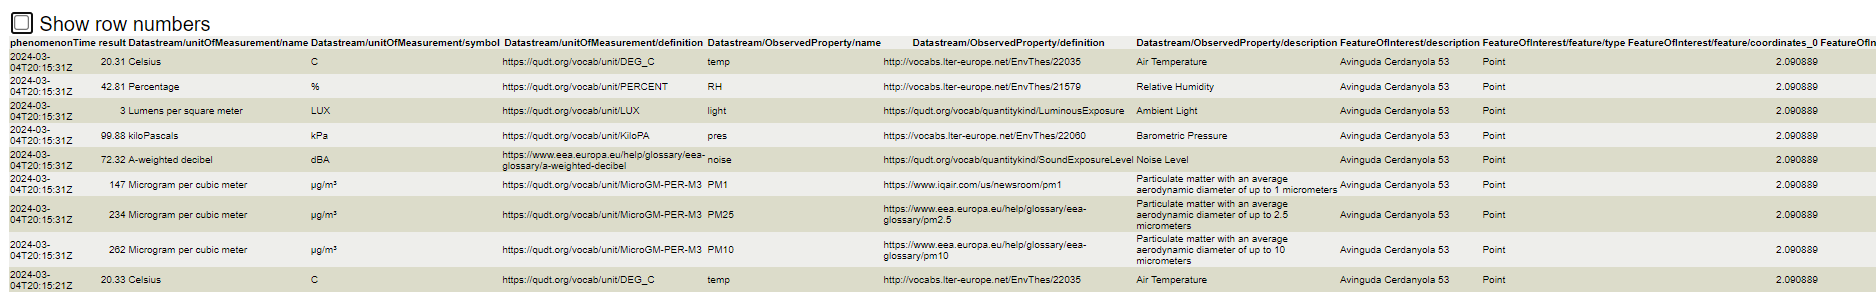 Show row numbers
phenomenonTime result Datastream/unitOfMeasurement/name Datastream/unitOfMeasurement/symbol Datastream/unitOfMeasurement/definition Datastream/ObservedProperty/name Datastream/ObservedProperty/definition Datastream/ObservedProperty/description FeatureOfInterest/description FeatureOfInterest/feature/type FeatureOfInterest/feature/coordinates_0 FeatureOfIn
2024-03-
04T20:15:31Z 20.31 Celsius C https://qudt.org/vocab/unit/DEG_C temp http://vocabs.lter-europe.net/EnvThes/22035 Air Temperature Avinguda Cerdanyola 53 Point 2.090889
2024-03-
04T20:15:31Z 42.81 Percentage % https://qudt.org/vocab/unit/PERCENT RH http://vocabs.lter-europe.net/EnvThes/21579 Relative Humidity Avinguda Cerdanyola 53 Point 2.090889
2024-03-
04T20:15:31Z 3 Lumens per square meter LUX https://qudt.org/vocab/unit/LUX light https://qudt.org/vocab/quantitykind/LuminousExposure Ambient Light Avinguda Cerdanyola 53 Point 2.090889
2024-03-
04T20:15:31Z 99.88 kiloPascals kPa https://qudt.org/vocab/unit/KiloPA pres https://vocabs.lter-europe.net/EnvThes/22060 Barometric Pressure Avinguda Cerdanyola 53 Point 2.090889
2024-03-
04T20:15:31Z 72.32 A-weighted decibel dBA https://www.eea.europa.eu/help/glossary/eea-
glossary/a-weighted-decibel noise https://qudt.org/vocab/quantitykind/SoundExposureLevel Noise Level Avinguda Cerdanyola 53 Point 2.090889
2024-03-
04T20:15:31Z 147 Microgram per cubic meter µg/m³ https://qudt.org/vocab/unit/MicroGM-PER-M3 PM1 https://www.iqair.com/us/newsroom/pm1 Particulate matter with an average
aerodynamic diameter of up to 1 micrometers Avinguda Cerdanyola 53 Point 2.090889
2024-03-
04T20:15:31Z 234 Microgram per cubic meter µg/m³ https://qudt.org/vocab/unit/MicroGM-PER-M3 PM25 https://www.eea.europa.eu/help/glossary/eea-
glossary/pm2.5 Particulate matter with an average
aerodynamic diameter of up to 2.5
micrometers Avinguda Cerdanyola 53 Point 2.090889
2024-03-
04T20:15:31Z 262 Microgram per cubic meter µg/m³ https://qudt.org/vocab/unit/MicroGM-PER-M3 PM10 https://www.eea.europa.eu/help/glossary/eea-
glossary/pm10 Particulate matter with an average
aerodynamic diameter of up to 10
micrometers Avinguda Cerdanyola 53 Point 2.090889
2024-03-
04T20:15:21Z 20.33 Celsius C https://qudt.org/vocab/unit/DEG_C temp http://vocabs.lter-europe.net/EnvThes/22035 Air Temperature Avinguda Cerdanyola 53 Point 2.090889